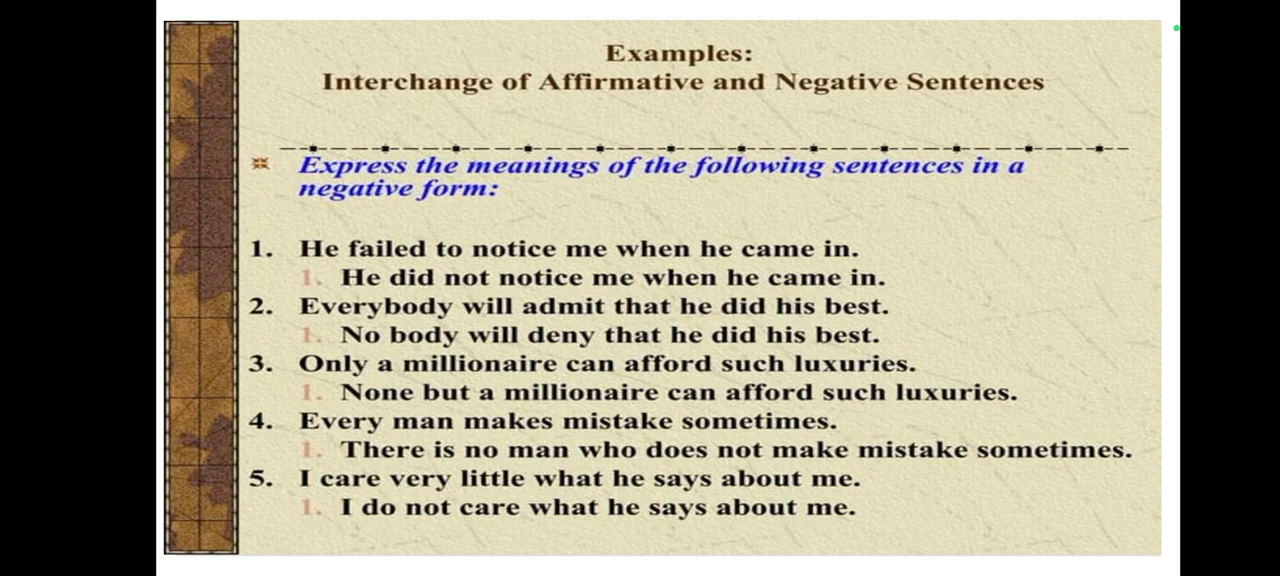 Examples:
Interchange of Affirmative and Negative Sentences
Express the meanings of the following sentences in a
negative form:
1. He failed to notice me when he came in.
1. He did not notice me when he came in.
2. Everybody will admit that he did his best.
1. No body will deny that he did his best.
3. Only a millionaire can afford such luxuries.
1. None but a millionaire can afford such luxuries.
4. Every man makes mistake sometimes.
1. There is no man who does not make mistake sometimes.
5. I care very little what he says about me.
1. I do not care what he says about me.